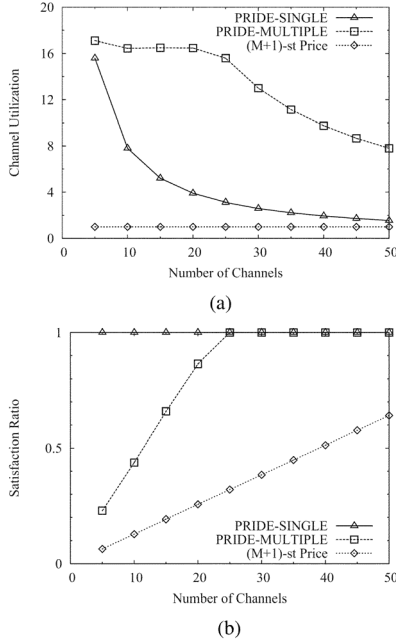 20
16
12
8
4
0
Channel Utilization
PRIDE-SINGLE
PRIDE-MULTIPLE
(M+1)-st Price
0 10 20 30 40 50
Number of Channels
(a)
1
0.5
0
Satisfaction Ratio
PRIDE-SINGLE
PRIDE-MULTIPLE
(M+1)-st Price
0 10 20 30 40 50
Number of Channels
(b)